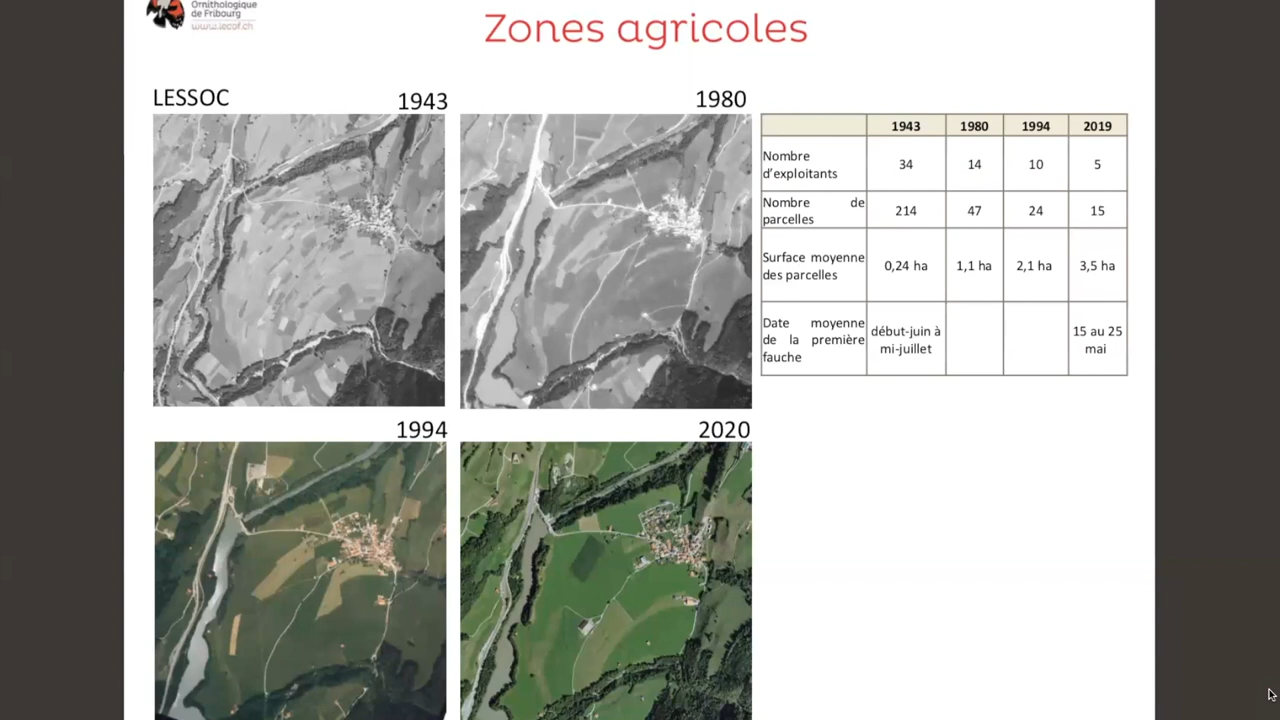 Ornithologique
de Fribourg
www.lecof.ch
Zones agricoles
LESSOC
1943
1980
1943 1980 1994 2019
Nombre
d’exploitants
34 14 10 5
Nombre de
parcelles
214 47 24 15
Surface moyenne
des parcelles
0,24 ha 1,1 ha 2,1 ha 3,5 ha
Date moyenne
de la première
fauche
début-juin à
mi-juillet
15 au 25
mai
1994
2020